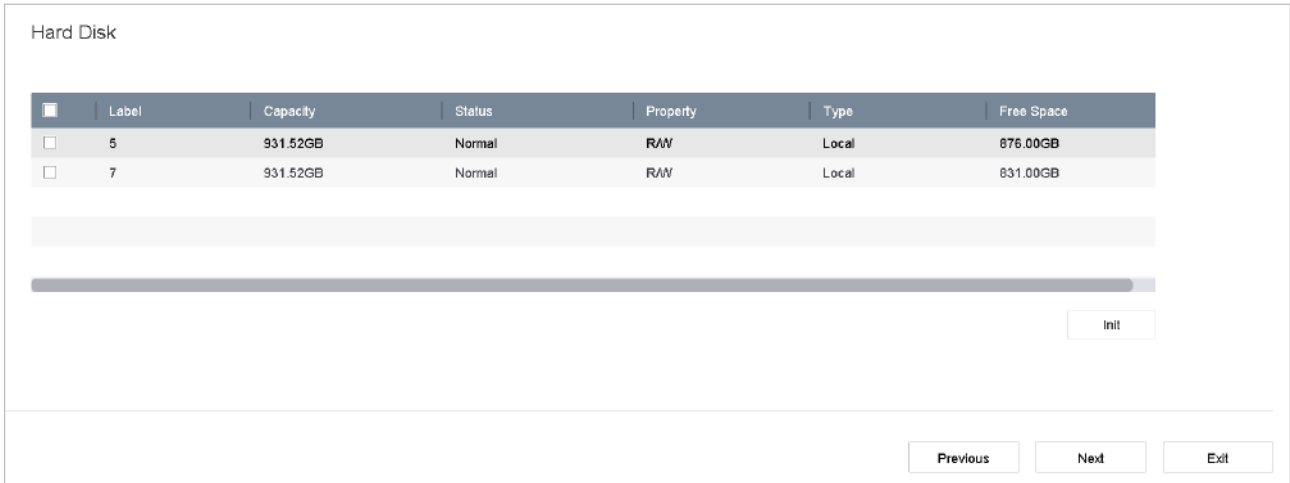 Hard Disk
Label Capacity Status Property Type Free Space
5 931.52GB Normal R/W Local 876.00GB
7 931.52GB Normal R/W Local 831.00GB
Init
Previous Next Exit